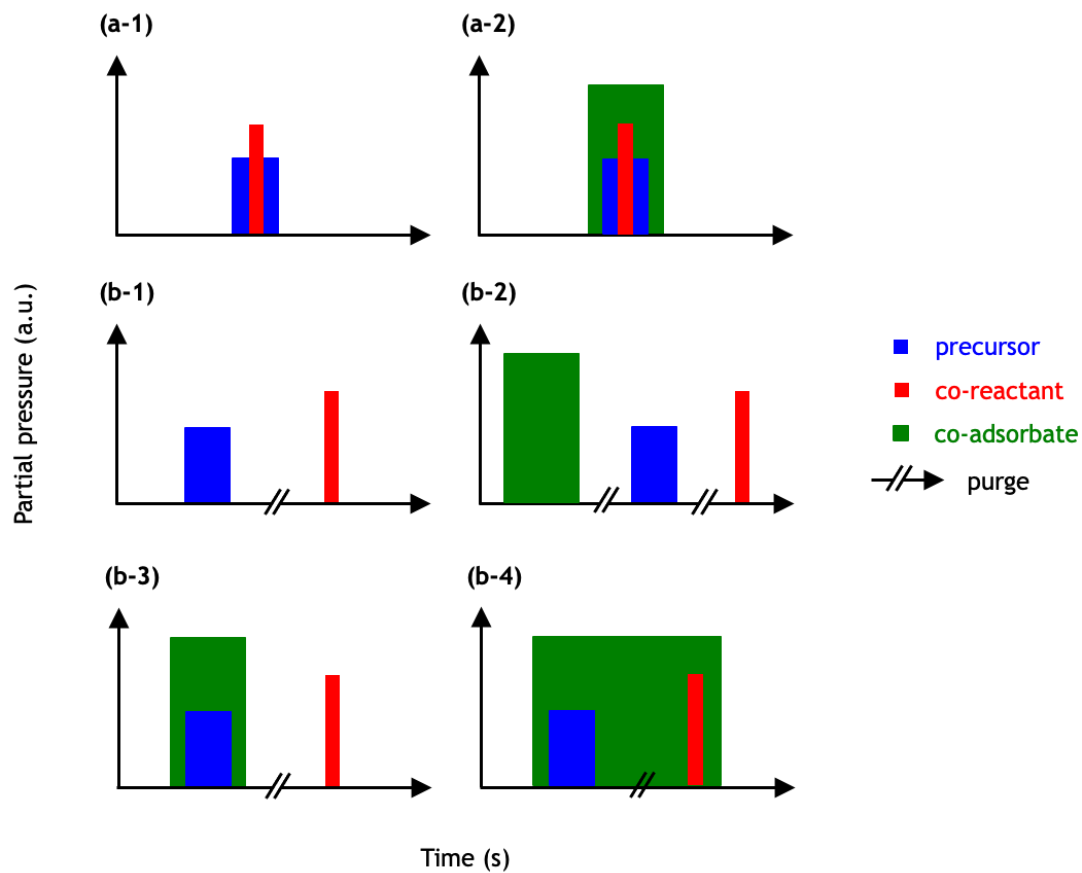 (a-1)
(a-2)
(b-1)
(b-2)
Partial pressure (a.u.)
precursor
co-reactant
co-adsorbate
purge
(b-3)
(b-4)
Time (s)